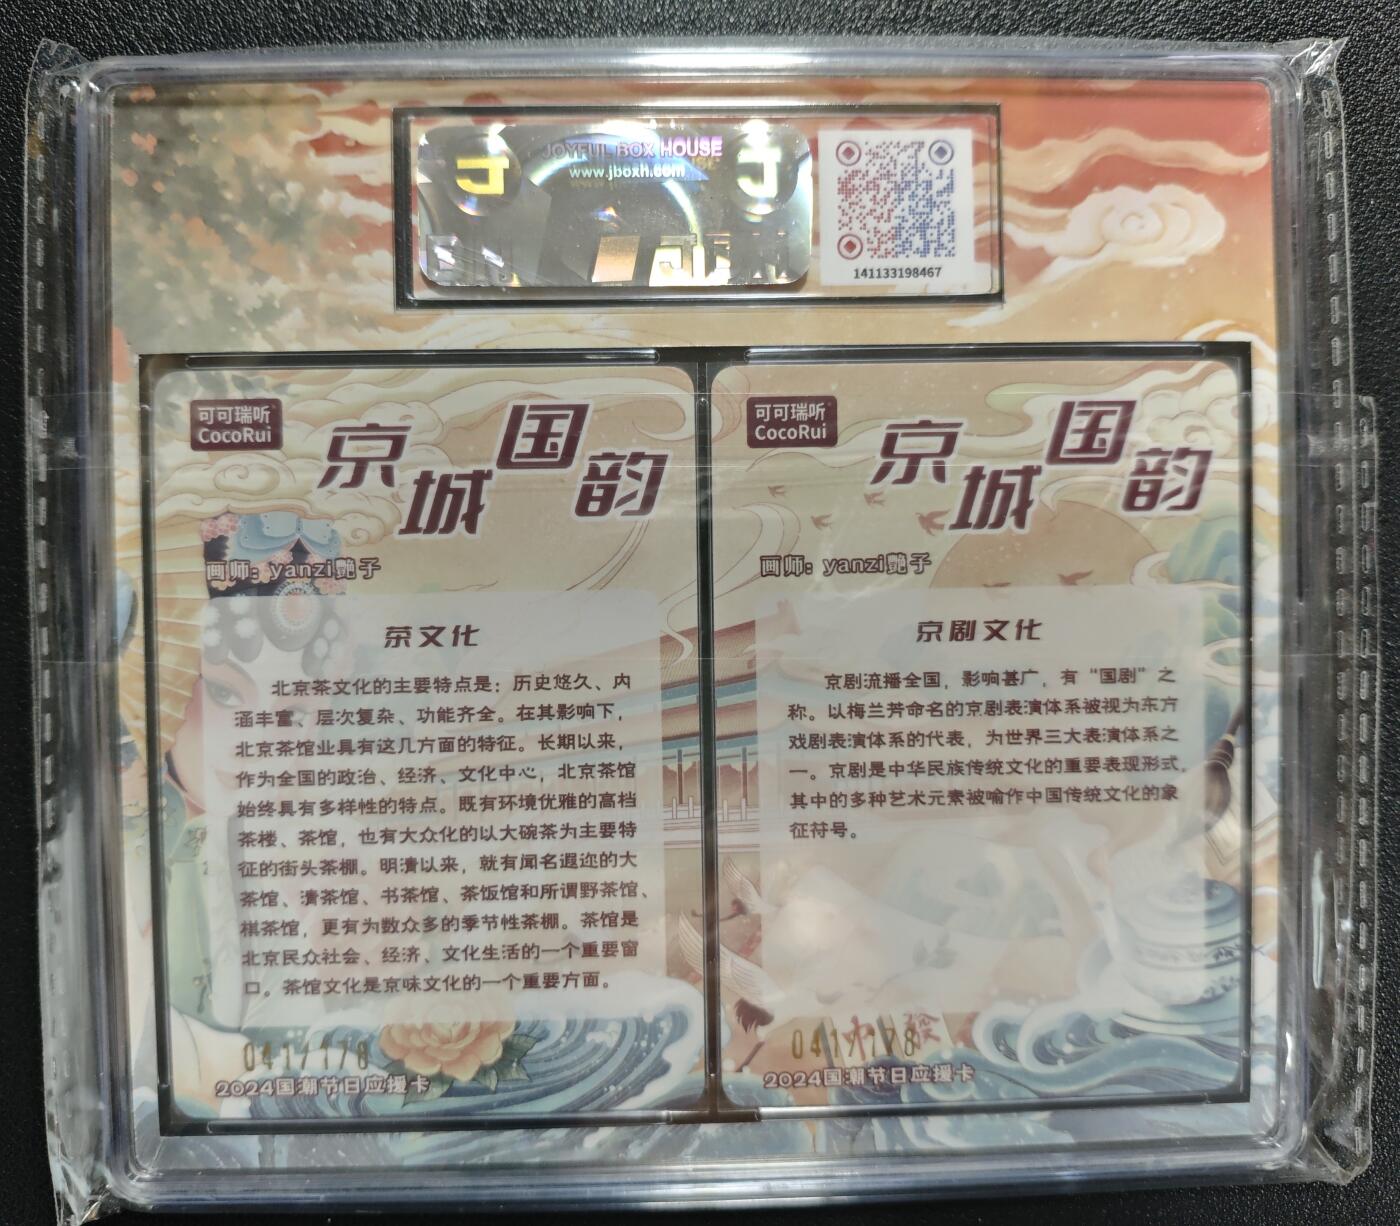 JOYFUL BOX HOUSE
www.jboxh.com
141133198467
可可瑞听
CocoRui
京城国韵
画师：yanzi艷子
茶文化
北京茶文化的主要特点是：历史悠久、内
涵丰富、层次复杂、功能齐全。在其影响下，
北京茶馆业具有这几方面的特征。长期以来，
作为全国的政治、经济、文化中心，北京茶馆
始终具有多样性的特点。既有环境优雅的高档
茶楼、茶馆，也有大众化的以大碗茶为主要特
征的街头茶棚。明清以来，就有闻名遐迩的大
茶馆、清茶馆、书茶馆、茶饭馆和所谓野茶馆、
棋茶馆，更有为数众多的季节性茶棚。茶馆是
北京民众社会、经济、文化生活的一个重要窗
口。茶馆文化是京味文化的一个重要方面。
041/178
2024国潮节日应援卡
可可瑞听
CocoRui
京城国韵
画师：yanzi艷子
京剧文化
京剧流播全国，影响甚广，有“国剧”之
称。以梅兰芳命名的京剧表演体系被视为东方
戏剧表演体系的代表，为世界三大表演体系之
一。京剧是中华民族传统文化的重要表现形式，
其中的多种艺术元素被喻作中国传统文化的象
征符号。
041/178
2024国潮节日应援卡